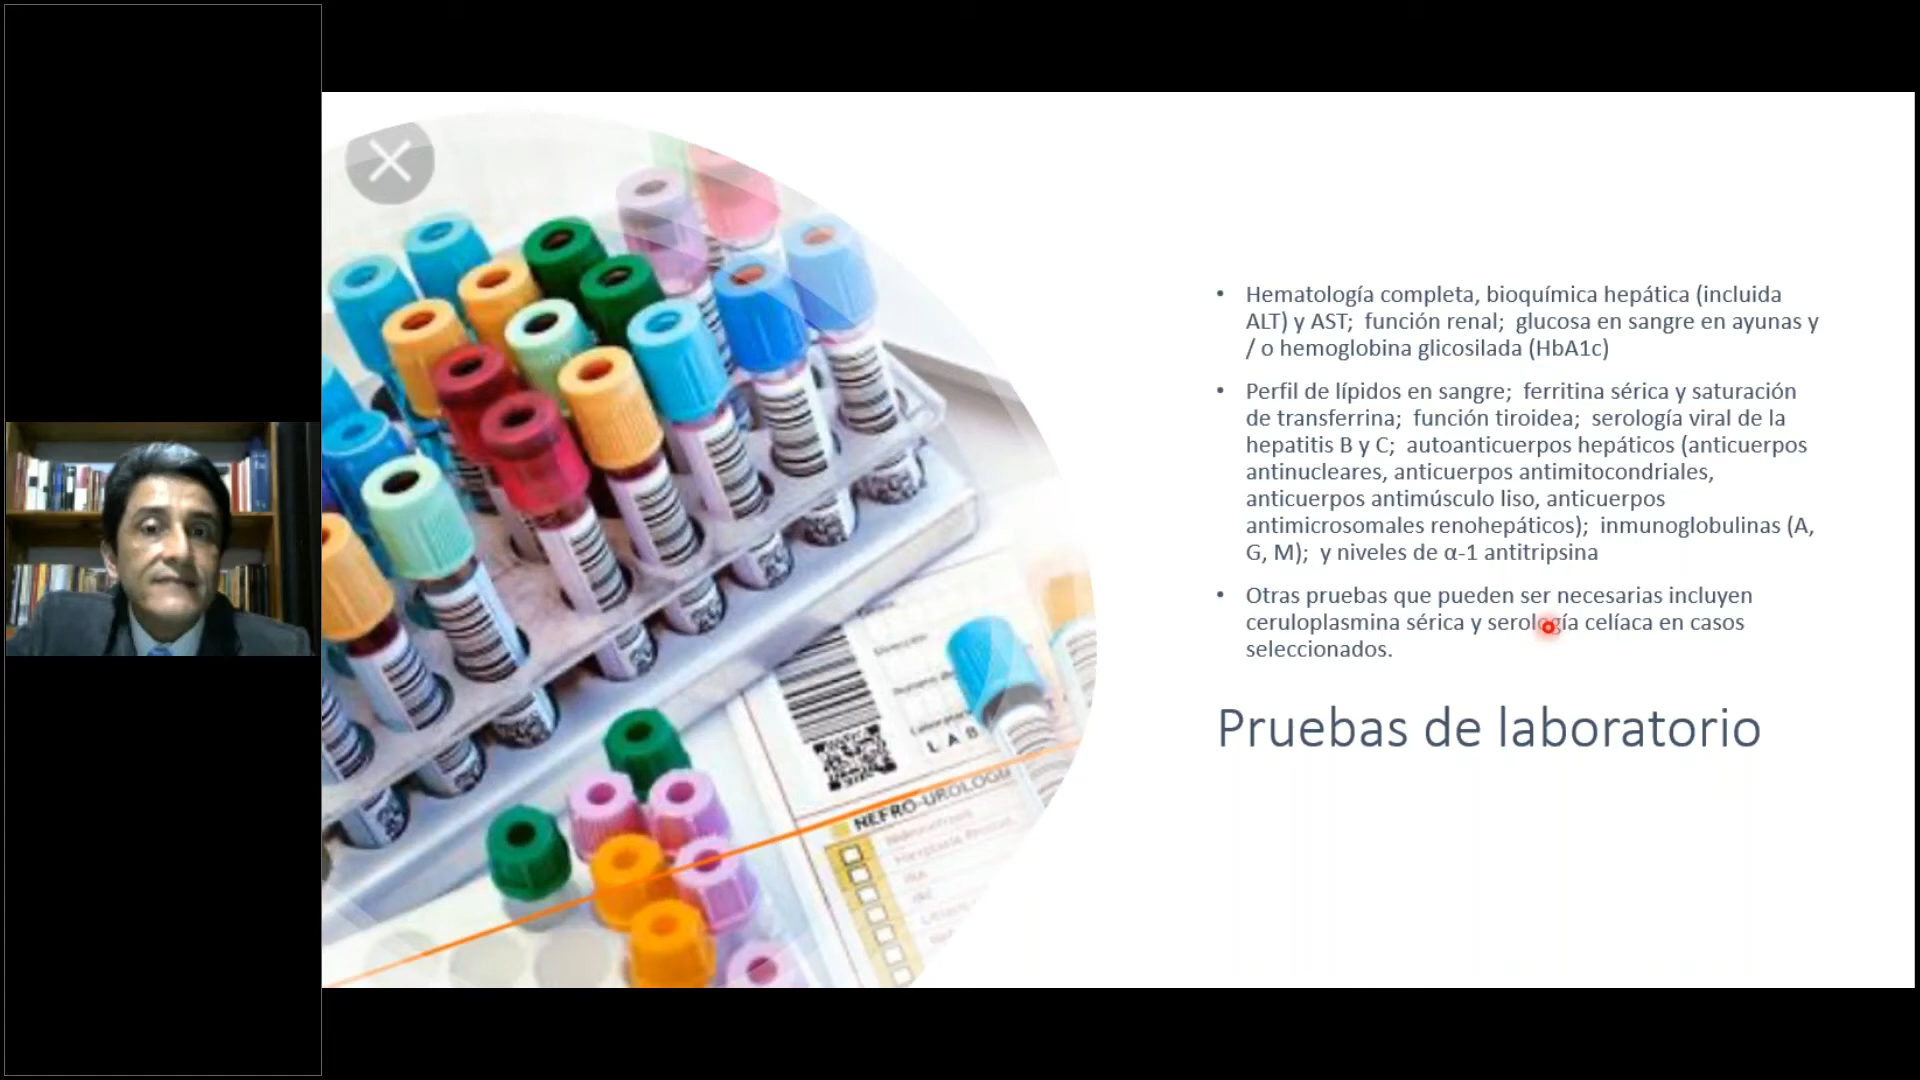 • Hematología completa, bioquímica hepática (incluida
ALT) y AST; función renal; glucosa en sangre en ayunas y
/ o hemoglobina glicosilada (HbA1c)
• Perfil de lípidos en sangre; ferritina sérica y saturación
de transferrina; función tiroidea; serología viral de la
hepatitis B y C; autoanticuerpos hepáticos (anticuerpos
antinucleares, anticuerpos antimitocondriales,
anticuerpos antimúsculo liso, anticuerpos
antimicrosomales renohepáticos); inmunoglobulinas (A,
G, M); y niveles de α-1 antitripsina
• Otras pruebas que pueden ser necesarias incluyen
ceruloplasmina sérica y serología celíaca en casos
seleccionados.
Pruebas de laboratorio
L A B
NEFRO-UROLOGÍA